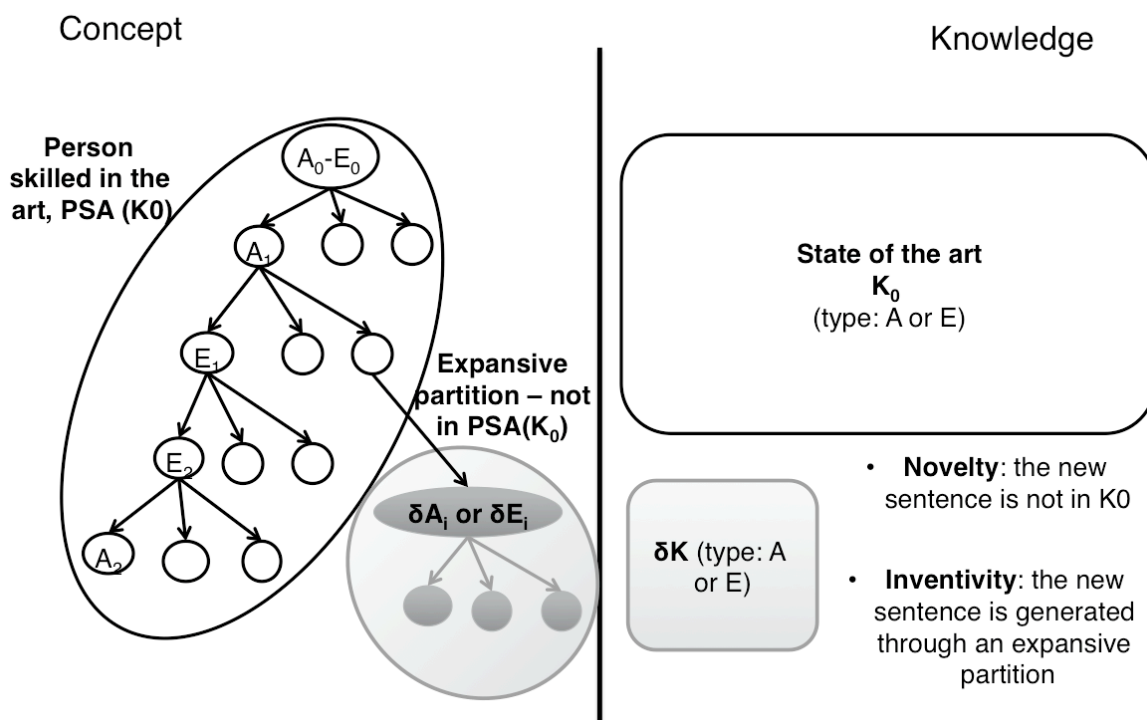 Concept
Knowledge
Person
skilled in the
art, PSA (K0)
A₀-E₀
A₁
E₁
E₂
A₂
Expansive
partition – not
in PSA(K₀)
δAᵢ or δEᵢ
State of the art
K₀
(type: A or E)
δK (type: A
or E)
• Novelty: the new
sentence is not in K0
• Inventivity: the new
sentence is generated
through an expansive
partition